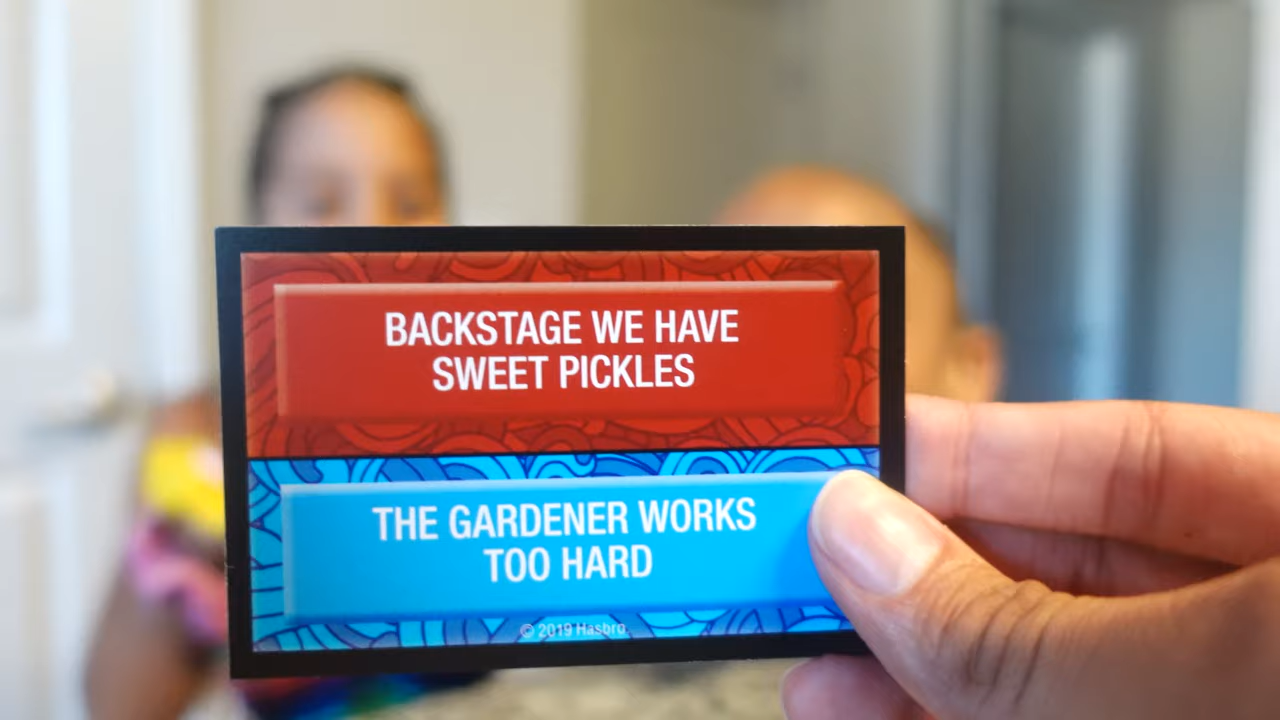 BACKSTAGE WE HAVE
SWEET PICKLES
THE GARDENER WORKS
TOO HARD
© 2019 Hasbro.